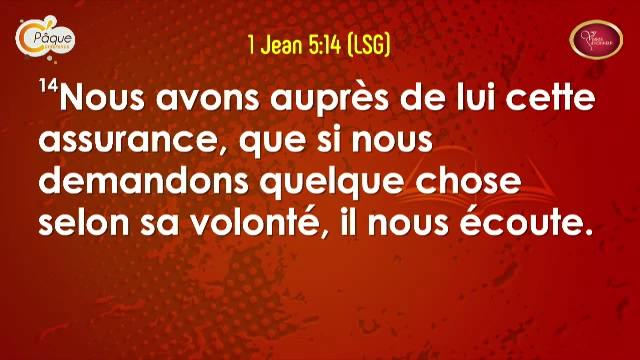 Pâque
1 Jean 5:14 (LSG)
14Nous avons auprès de lui cette
assurance, que si nous
demandons quelque chose
selon sa volonté, il nous écoute.